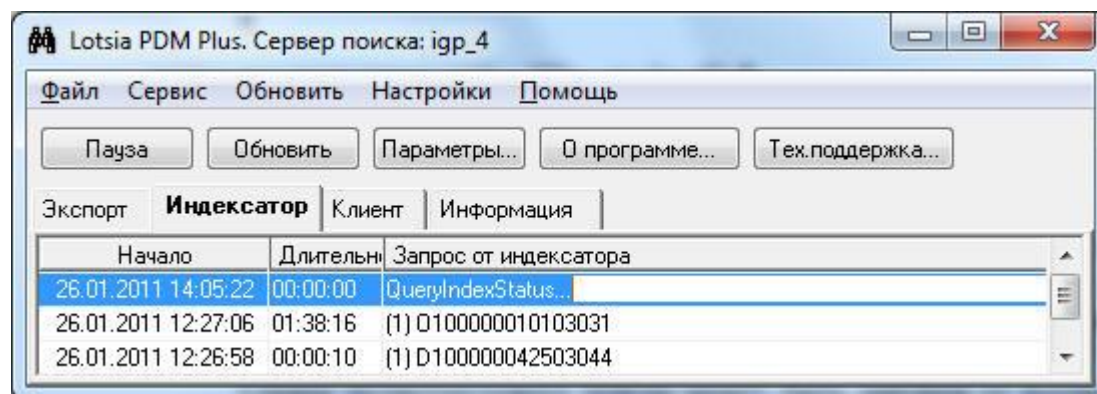 Lotsia PDM Plus. Сервер поиска: igp_4
Файл Сервис Обновить Настройки Помощь
Пауза Обновить Параметры... О программе... Тех.поддержка...
Экспорт Индексатор Клиент Информация
Начало Длительн Запрос от индексатора
26.01.2011 14:05:22 00:00:00 QueryIndexStatus...
26.01.2011 12:27:06 01:38:16 (1) O100000010103031
26.01.2011 12:26:58 00:00:10 (1) D100000042503044